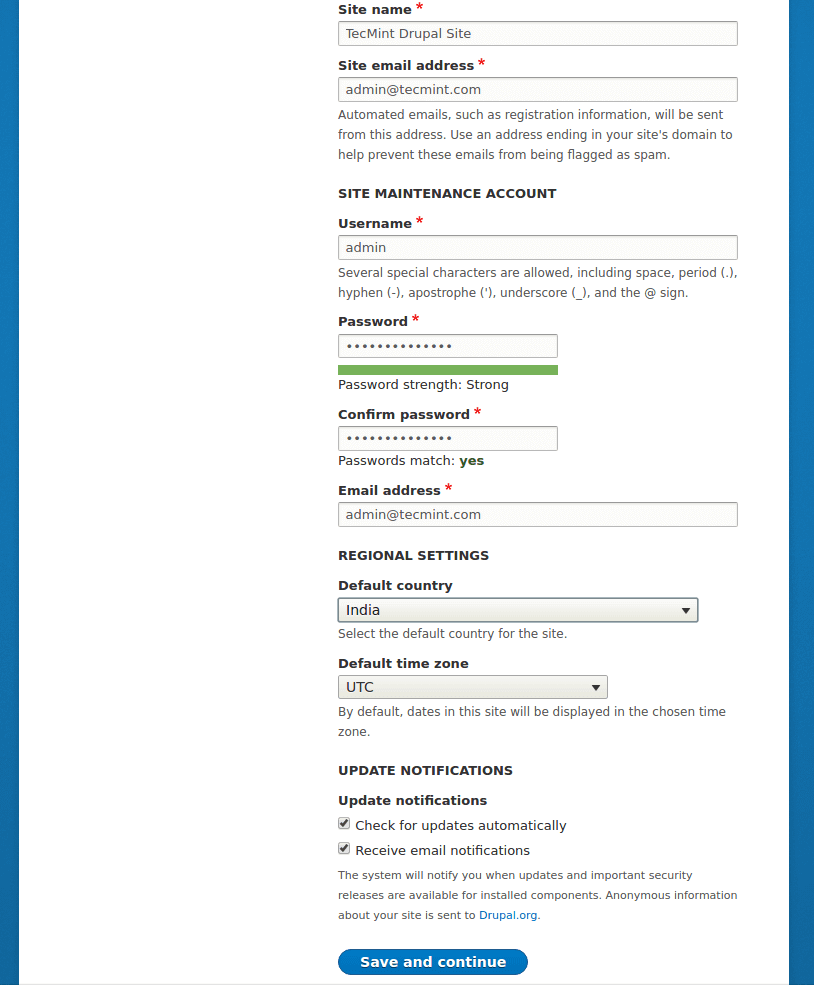 Site name *
TecMint Drupal Site
Site email address *
admin@tecmint.com
Automated emails, such as registration information, will be sent
from this address. Use an address ending in your site's domain to
help prevent these emails from being flagged as spam.
SITE MAINTENANCE ACCOUNT
Username *
admin
Several special characters are allowed, including space, period (.),
hyphen (-), apostrophe ('), underscore (_), and the @ sign.
Password *
••••••••••••••
Password strength: Strong
Confirm password *
••••••••••••••
Passwords match: yes
Email address *
admin@tecmint.com
REGIONAL SETTINGS
Default country
India
Select the default country for the site.
Default time zone
UTC
By default, dates in this site will be displayed in the chosen time
zone.
UPDATE NOTIFICATIONS
Update notifications
Check for updates automatically
Receive email notifications
The system will notify you when updates and important security
releases are available for installed components. Anonymous information
about your site is sent to Drupal.org.
Save and continue